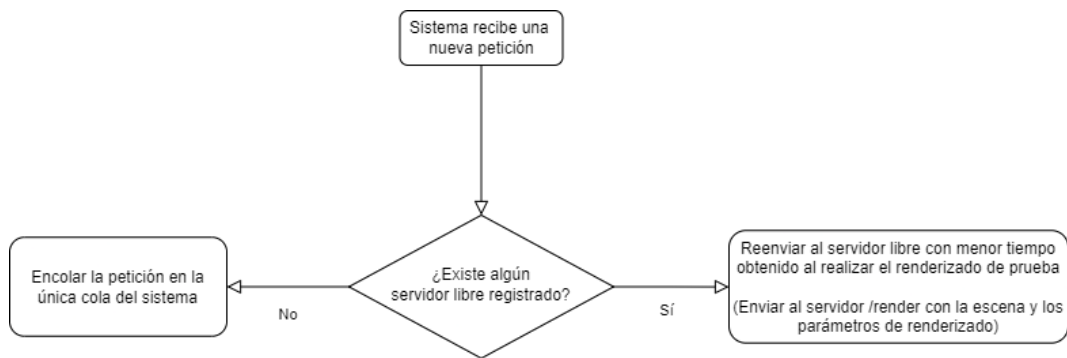 Sistema recibe una
nueva petición
¿Existe algún
servidor libre registrado?
No
Sí
Encolar la petición en la
única cola del sistema
Reenviar al servidor libre con menor tiempo
obtenido al realizar el renderizado de prueba
(Enviar al servidor /render con la escena y los
parámetros de renderizado)